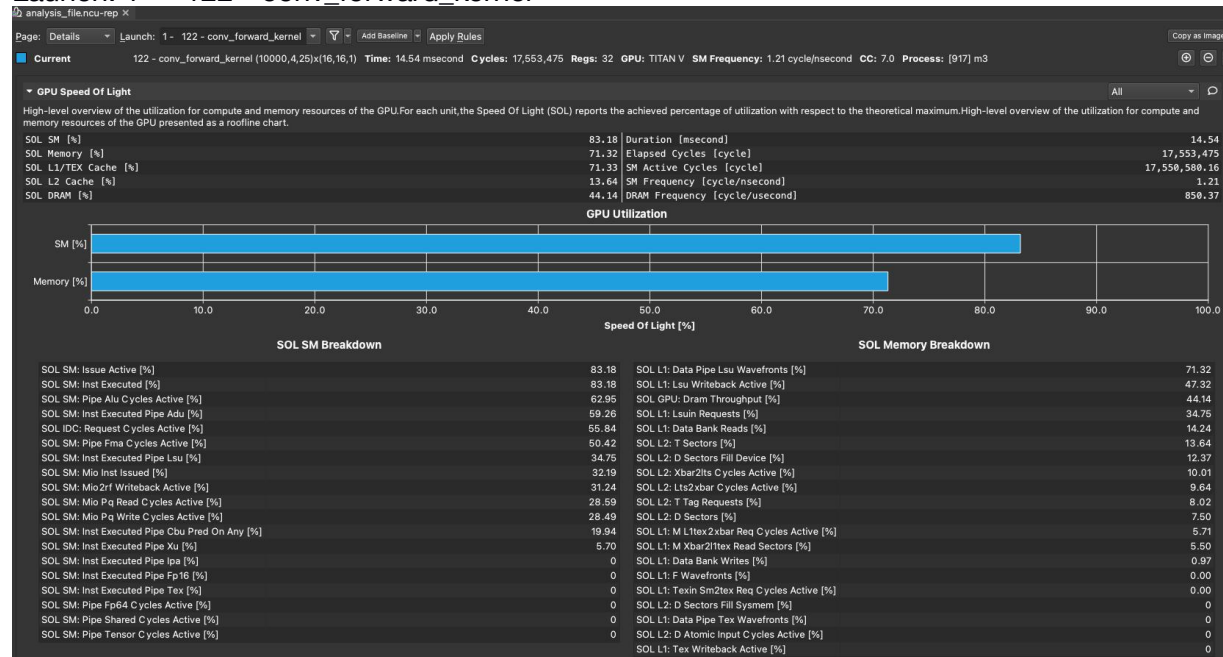 Launch: 1 - 122 - conv_forward_kernel
analysis_file.ncu-rep ×
Page: Details Launch: 1 - 122 - conv_forward_kernel Add Baseline Apply Rules Copy as Image
Current 122 - conv_forward_kernel (10000,4,25)x(16,16,1) Time: 14.54 msecond Cycles: 17,553,475 Regs: 32 GPU: TITAN V SM Frequency: 1.21 cycle/nsecond CC: 7.0 Process: [917] m3
GPU Speed Of Light All
High-level overview of the utilization for compute and memory resources of the GPU.For each unit,the Speed Of Light (SOL) reports the achieved percentage of utilization with respect to the theoretical maximum.High-level overview of the utilization for compute and
memory resources of the GPU presented as a roofline chart.
SOL SM [%] 83.18 Duration [msecond] 14.54
SOL Memory [%] 71.32 Elapsed Cycles [cycle] 17,553,475
SOL L1/TEX Cache [%] 71.33 SM Active Cycles [cycle] 17,550,580.16
SOL L2 Cache [%] 13.64 SM Frequency [cycle/nsecond] 1.21
SOL DRAM [%] 44.14 DRAM Frequency [cycle/usecond] 850.37
GPU Utilization
SM [%]
Memory [%]
0.0 10.0 20.0 30.0 40.0 50.0 60.0 70.0 80.0 90.0 100.0
Speed Of Light [%]
SOL SM Breakdown SOL Memory Breakdown
SOL SM: Issue Active [%] 83.18 SOL L1: Data Pipe Lsu Wavefronts [%] 71.32
SOL SM: Inst Executed [%] 83.18 SOL L1: Lsu Writeback Active [%] 47.32
SOL SM: Pipe Alu Cycles Active [%] 62.95 SOL GPU: Dram Throughput [%] 44.14
SOL SM: Inst Executed Pipe Adu [%] 59.26 SOL L1: Lsuin Requests [%] 34.75
SOL IDC: Request Cycles Active [%] 55.84 SOL L1: Data Bank Reads [%] 14.24
SOL SM: Pipe Fma Cycles Active [%] 50.42 SOL L2: T Sectors [%] 13.64
SOL SM: Inst Executed Pipe Lsu [%] 34.75 SOL L2: D Sectors Fill Device [%] 12.37
SOL SM: Mio Inst Issued [%] 32.19 SOL L2: Xbar2lts Cycles Active [%] 10.01
SOL SM: Mio2rf Writeback Active [%] 31.24 SOL L2: Lts2xbar Cycles Active [%] 9.64
SOL SM: Mio Pq Read Cycles Active [%] 28.59 SOL L2: T Tag Requests [%] 8.02
SOL SM: Mio Pq Write Cycles Active [%] 28.49 SOL L2: D Sectors [%] 7.50
SOL SM: Inst Executed Pipe Cbu Pred On Any [%] 19.94 SOL L1: M L1tex2xbar Req Cycles Active [%] 5.71
SOL SM: Inst Executed Pipe Xu [%] 5.70 SOL L1: M Xbar2l1tex Read Sectors [%] 5.50
SOL SM: Inst Executed Pipe Ipa [%] 0 SOL L1: Data Bank Writes [%] 0.97
SOL SM: Inst Executed Pipe Fp16 [%] 0 SOL L1: F Wavefronts [%] 0.00
SOL SM: Inst Executed Pipe Tex [%] 0 SOL L1: Texin Sm2tex Req Cycles Active [%] 0.00
SOL SM: Pipe Fp64 Cycles Active [%] 0 SOL L2: D Sectors Fill Sysmem [%] 0
SOL SM: Pipe Shared Cycles Active [%] 0 SOL L1: Data Pipe Tex Wavefronts [%] 0
SOL SM: Pipe Tensor Cycles Active [%] 0 SOL L2: D Atomic Input Cycles Active [%] 0
SOL L1: Tex Writeback Active [%] 0